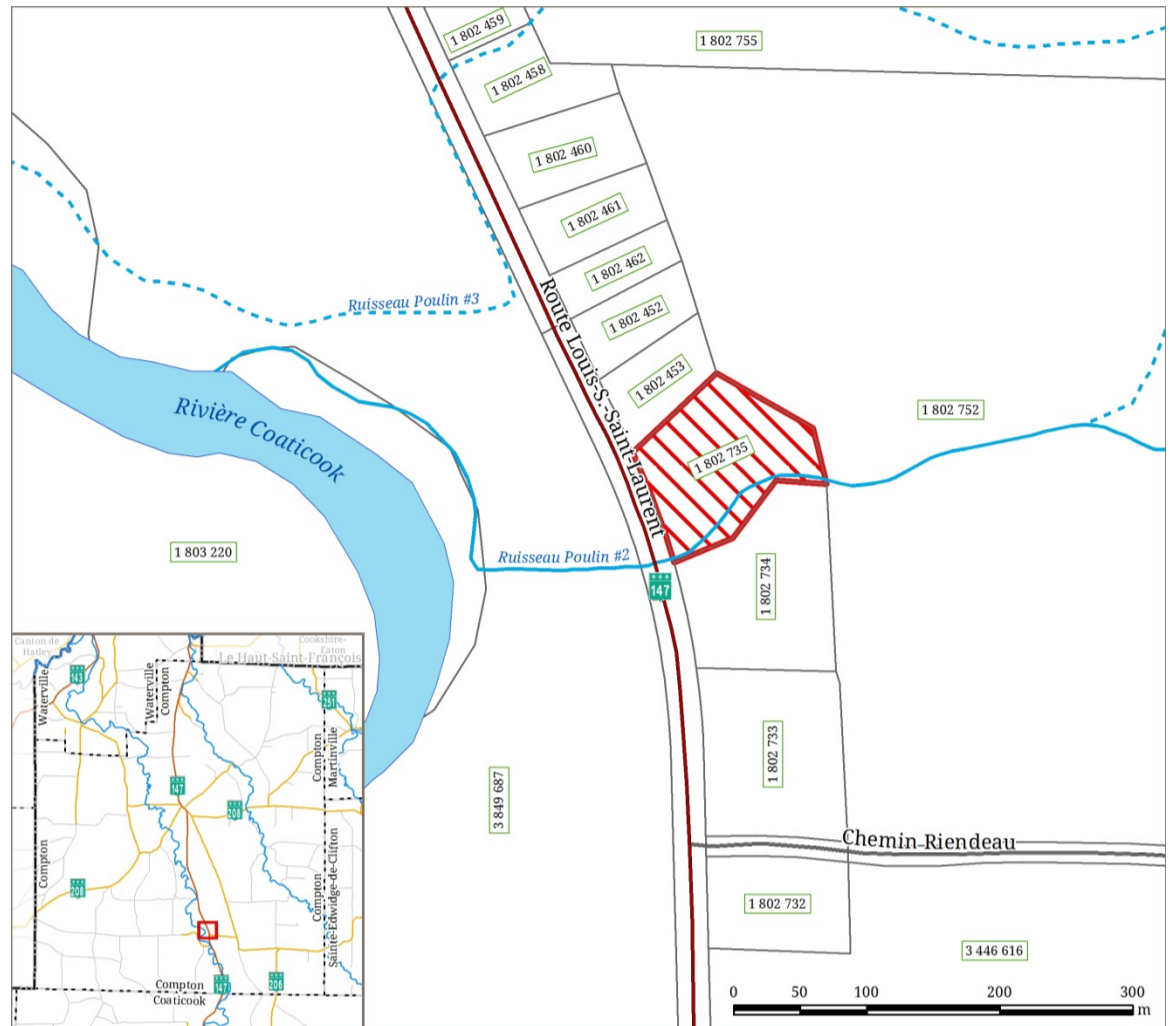 1 802 459
1 802 755
1 802 458
1 802 460
1 802 461
1 802 462
Ruisseau Poulin #3
1 802 452
Route Louis-S.-Saint-Laurent
1 802 453
1 802 752
Rivière Coaticook
1 802 735
1 803 220
Ruisseau Poulin #2
147
1 802 734
1 802 733
3 849 687
Chemin Riendeau
1 802 732
3 446 616
0 50 100 200 300
m
Canton de
Hatley
Cookshire-
Eaton
Le Haut-Saint-François
143
Waterville
Waterville
Compton
251
Compton
Martinville
147
208
Compton
208
Compton
Sainte-Edwidge-de-Clifton
147
206
Compton
Coaticook